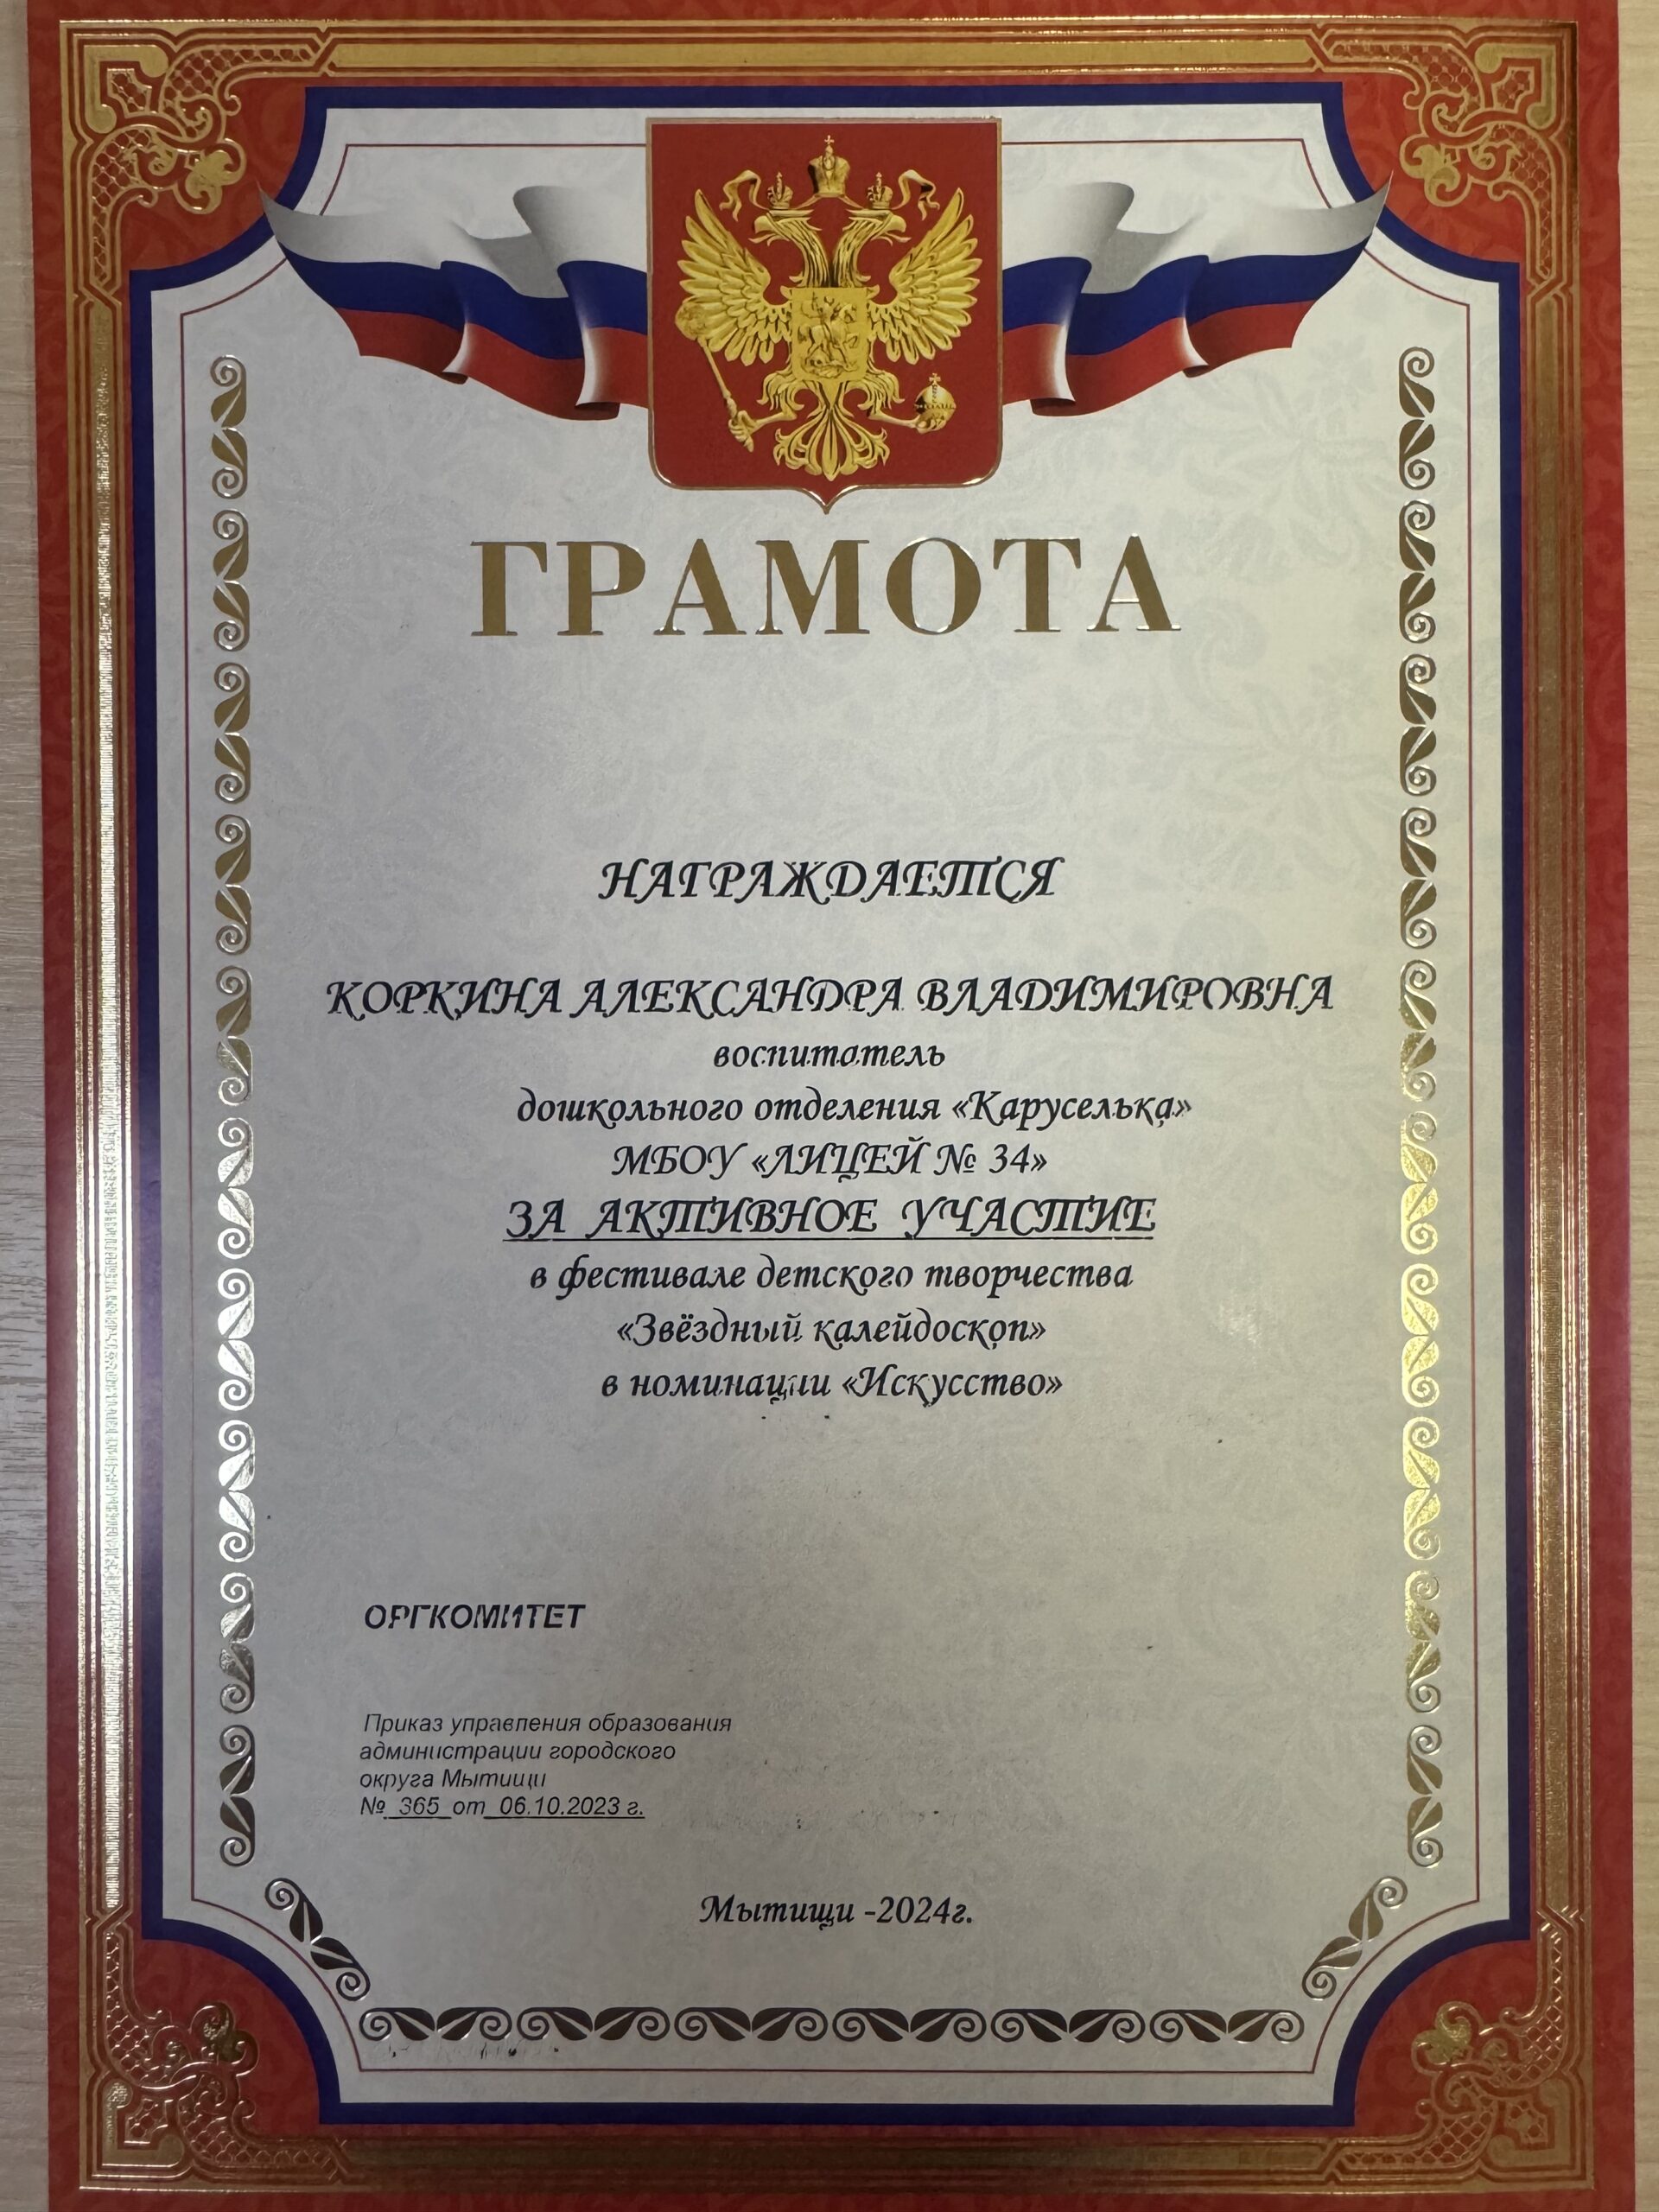 ГРАМОТА
НАГРАЖДАЕТСЯ
КОРКИНА АЛЕКСАНДРА ВЛАДИМИРОВНА
воспитатель
дошкольного отделения «Каруселька»
МБОУ «ЛИЦЕЙ № 34»
ЗА АКТИВНОЕ УЧАСТИЕ
в фестивале детского творчества
«Звёздный калейдоскоп»
в номинации «Искусство»
ОРГКОМИТЕТ
Приказ управления образования
администрации городского
округа Мытищи
№ 365 от 06.10.2023 г.
Мытищи -2024г.